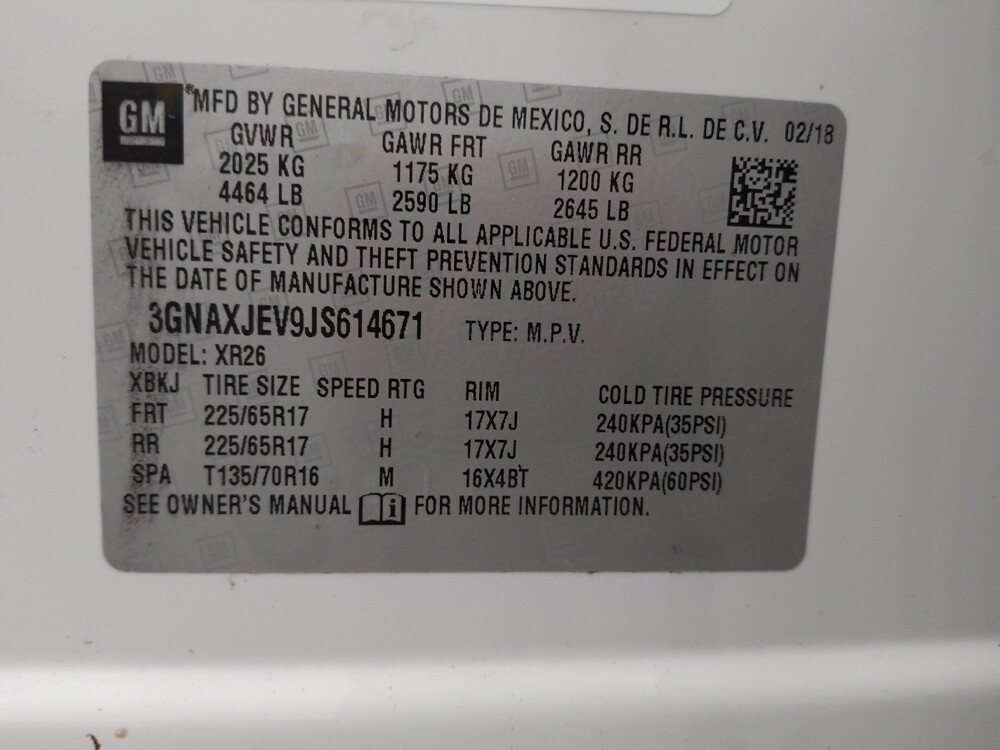 GM
MFD BY GENERAL MOTORS DE MEXICO, S. DE R.L. DE C.V. 02/18
GVWR GAWR FRT GAWR RR
2025 KG 1175 KG 1200 KG
4464 LB 2590 LB 2645 LB
THIS VEHICLE CONFORMS TO ALL APPLICABLE U.S. FEDERAL MOTOR
VEHICLE SAFETY AND THEFT PREVENTION STANDARDS IN EFFECT ON
THE DATE OF MANUFACTURE SHOWN ABOVE.
3GNAXJEV9JS614671 TYPE: M.P.V.
MODEL: XR26
XBKJ TIRE SIZE SPEED RTG RIM COLD TIRE PRESSURE
FRT 225/65R17 H 17X7J 240KPA(35PSI)
RR 225/65R17 H 17X7J 240KPA(35PSI)
SPA T135/70R16 M 16X4BT 420KPA(60PSI)
SEE OWNER'S MANUAL i FOR MORE INFORMATION.